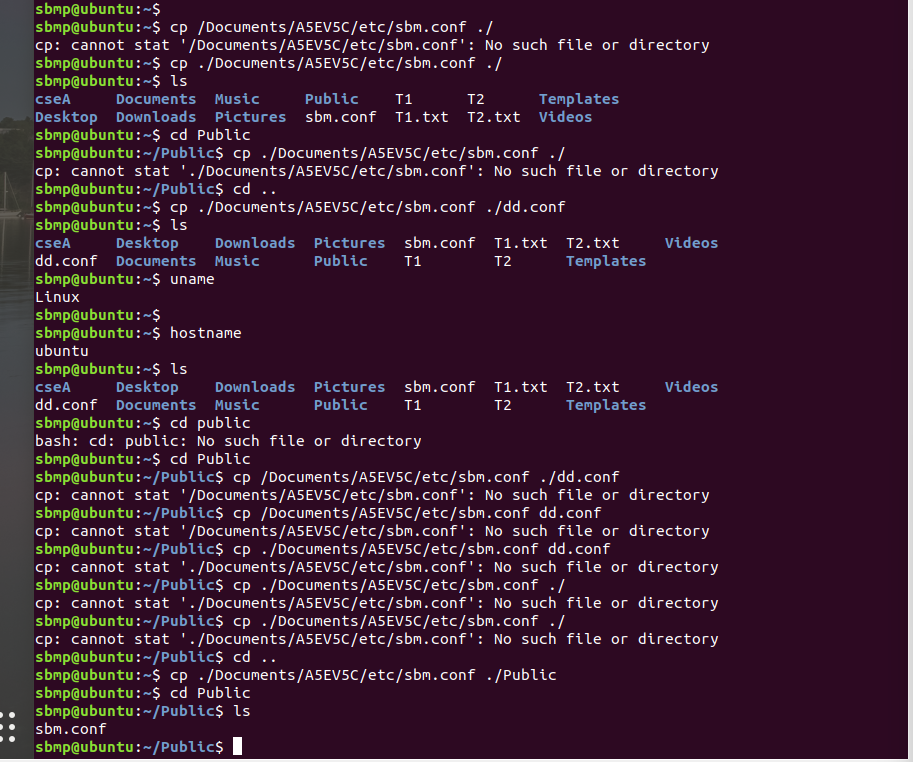 sbmp@ubuntu:~$
sbmp@ubuntu:~$ cp /Documents/A5EV5C/etc/sbm.conf ./
cp: cannot stat '/Documents/A5EV5C/etc/sbm.conf': No such file or directory
sbmp@ubuntu:~$ cp ./Documents/A5EV5C/etc/sbm.conf ./
sbmp@ubuntu:~$ ls
cseA     Documents  Music     Public    T1      T2      Templates
Desktop  Downloads  Pictures  sbm.conf  T1.txt  T2.txt  Videos
sbmp@ubuntu:~$ cd Public
sbmp@ubuntu:~/Public$ cp ./Documents/A5EV5C/etc/sbm.conf ./
cp: cannot stat './Documents/A5EV5C/etc/sbm.conf': No such file or directory
sbmp@ubuntu:~/Public$ cd ..
sbmp@ubuntu:~$ cp ./Documents/A5EV5C/etc/sbm.conf ./dd.conf
sbmp@ubuntu:~$ ls
cseA     Desktop    Downloads  Pictures  sbm.conf  T1.txt  T2.txt     Videos
dd.conf  Documents  Music      Public    T1        T2      Templates
sbmp@ubuntu:~$ uname
Linux
sbmp@ubuntu:~$
sbmp@ubuntu:~$ hostname
ubuntu
sbmp@ubuntu:~$ ls
cseA     Desktop    Downloads  Pictures  sbm.conf  T1.txt  T2.txt     Videos
dd.conf  Documents  Music      Public    T1        T2      Templates
sbmp@ubuntu:~$ cd public
bash: cd: public: No such file or directory
sbmp@ubuntu:~$ cd Public
sbmp@ubuntu:~/Public$ cp /Documents/A5EV5C/etc/sbm.conf ./dd.conf
cp: cannot stat '/Documents/A5EV5C/etc/sbm.conf': No such file or directory
sbmp@ubuntu:~/Public$ cp /Documents/A5EV5C/etc/sbm.conf dd.conf
cp: cannot stat '/Documents/A5EV5C/etc/sbm.conf': No such file or directory
sbmp@ubuntu:~/Public$ cp ./Documents/A5EV5C/etc/sbm.conf dd.conf
cp: cannot stat './Documents/A5EV5C/etc/sbm.conf': No such file or directory
sbmp@ubuntu:~/Public$ cp ./Documents/A5EV5C/etc/sbm.conf ./
cp: cannot stat './Documents/A5EV5C/etc/sbm.conf': No such file or directory
sbmp@ubuntu:~/Public$ cp ./Documents/A5EV5C/etc/sbm.conf ./
cp: cannot stat './Documents/A5EV5C/etc/sbm.conf': No such file or directory
sbmp@ubuntu:~/Public$ cd ..
sbmp@ubuntu:~$ cp ./Documents/A5EV5C/etc/sbm.conf ./Public
sbmp@ubuntu:~$ cd Public
sbmp@ubuntu:~/Public$ ls
sbm.conf
sbmp@ubuntu:~/Public$